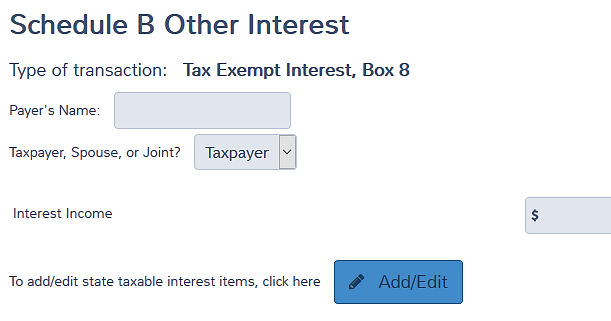 Schedule B Other Interest
Type of transaction: Tax Exempt Interest, Box 8
Payer's Name:
Taxpayer, Spouse, or Joint? Taxpayer
Interest Income $
To add/edit state taxable interest items, click here Add/Edit